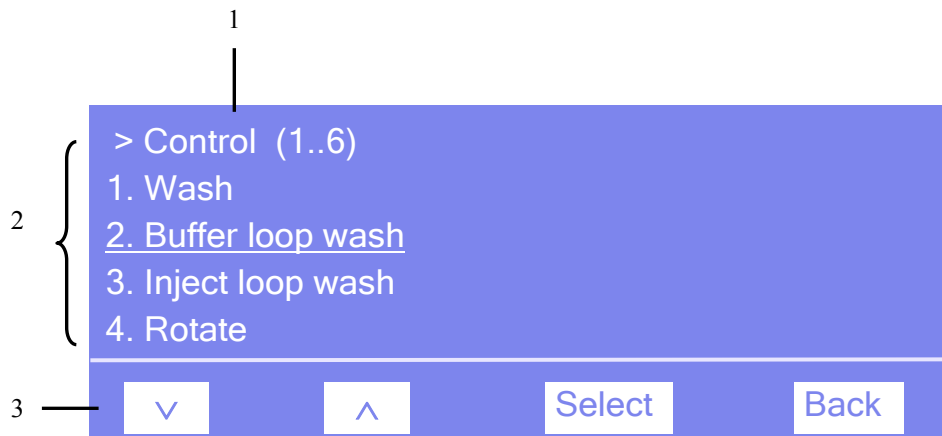 1
> Control (1..6)
1. Wash
2
2. Buffer loop wash
3. Inject loop wash
4. Rotate
3
∨ ∧ Select Back